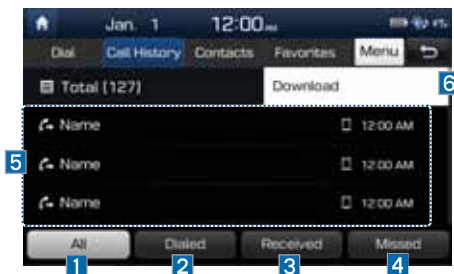 Jan. 1 12:00 AM
Dial Call History Contacts Favorites Menu
Total (127) Download 6
Name 12:00 AM
5 Name 12:00 AM
Name 12:00 AM
All Dialed Received Missed
1 2 3 4